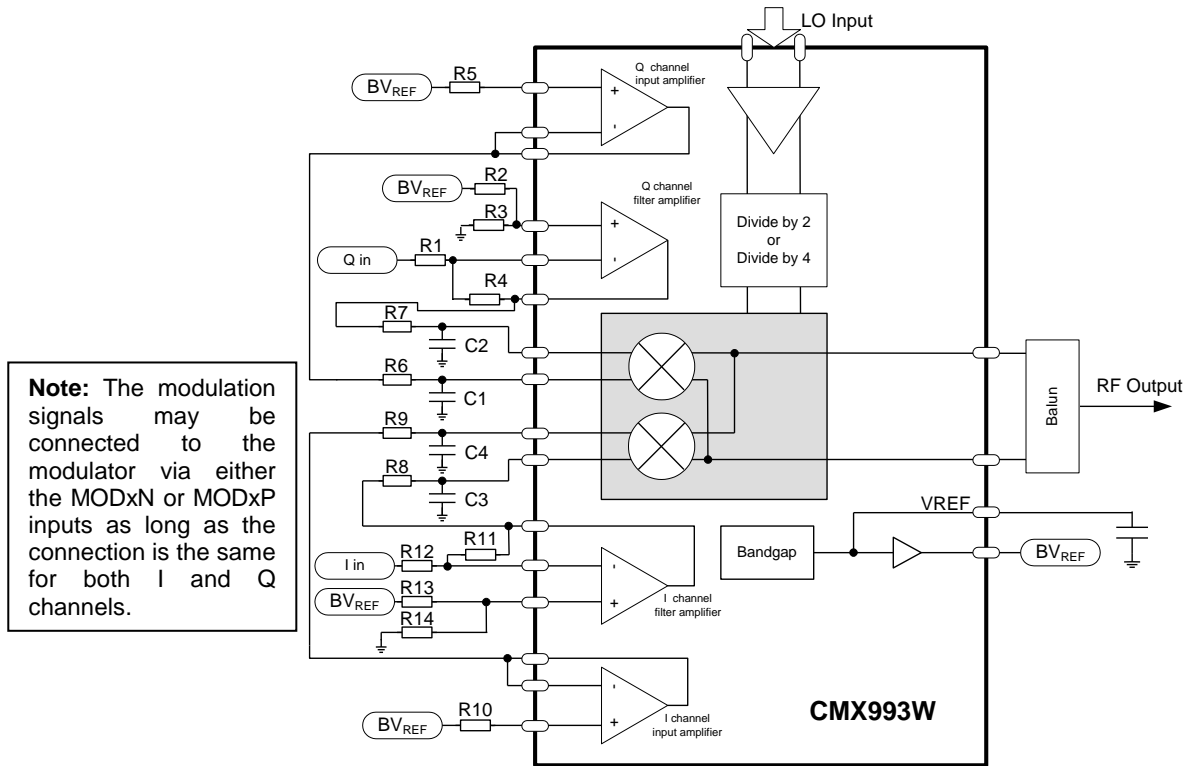 LO Input
R5
BVREF
Q channel
input amplifier
+
-
R2
BVREF
R3
Q channel
filter amplifier
+
-
R1
Q in
R4
Divide by 2
or
Divide by 4
R7
C2
R6
C1
R9
C4
R8
C3
Balun
RF Output
Note: The modulation
signals may be
connected to the
modulator via either
the MODxN or MODxP
inputs as long as the
connection is the same
for both I and Q
channels.
VREF
Bandgap
BVREF
R11
R12
I in
R13
BVREF
R14
-
+
I channel
filter amplifier
-
+
I channel
input amplifier
R10
BVREF
CMX993W